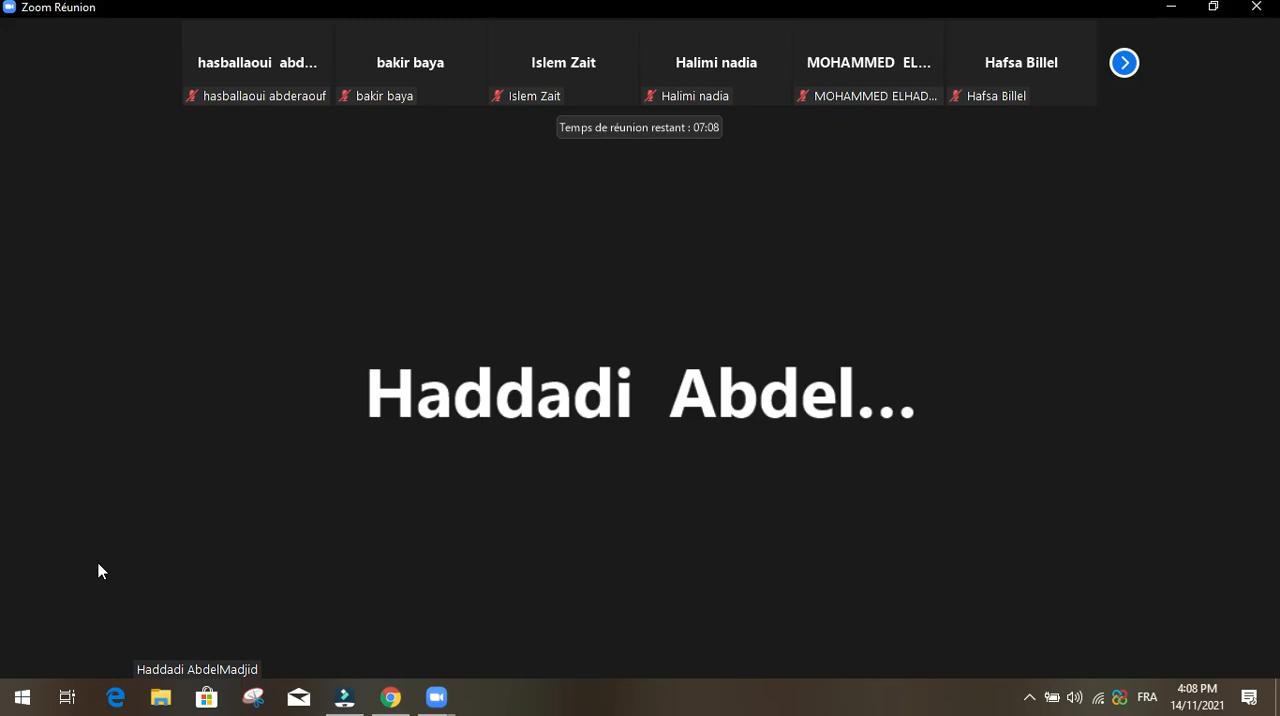 Zoom Réunion
hasballaoui abd...
bakir baya
Islem Zait
Halimi nadia
MOHAMMED EL...
Hafsa Billel
hasballaoui abderaouf
bakir baya
Islem Zait
Halimi nadia
MOHAMMED ELHAD...
Hafsa Billel
Temps de réunion restant : 07:08
Haddadi Abdel...
Haddadi AbdelMadjid
FRA
4:08 PM
14/11/2021